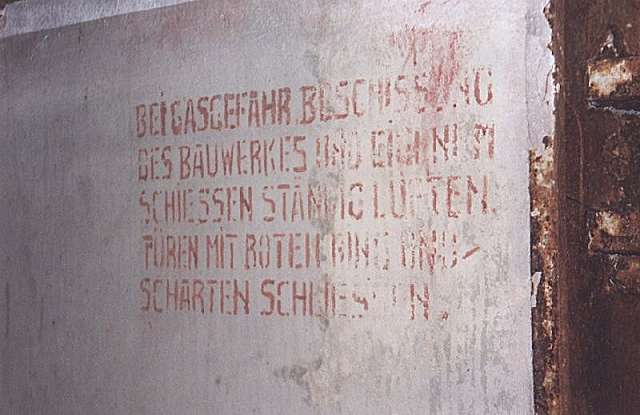 BEI GASGEFAHR, BESCHIESSUNG
DES BAUWERKES UND EIGENEM
SCHIESSEN STÄNDIG LÜFTEN.
TÜREN MIT ROTEM RING UND
SCHARTEN SCHLIESSEN.